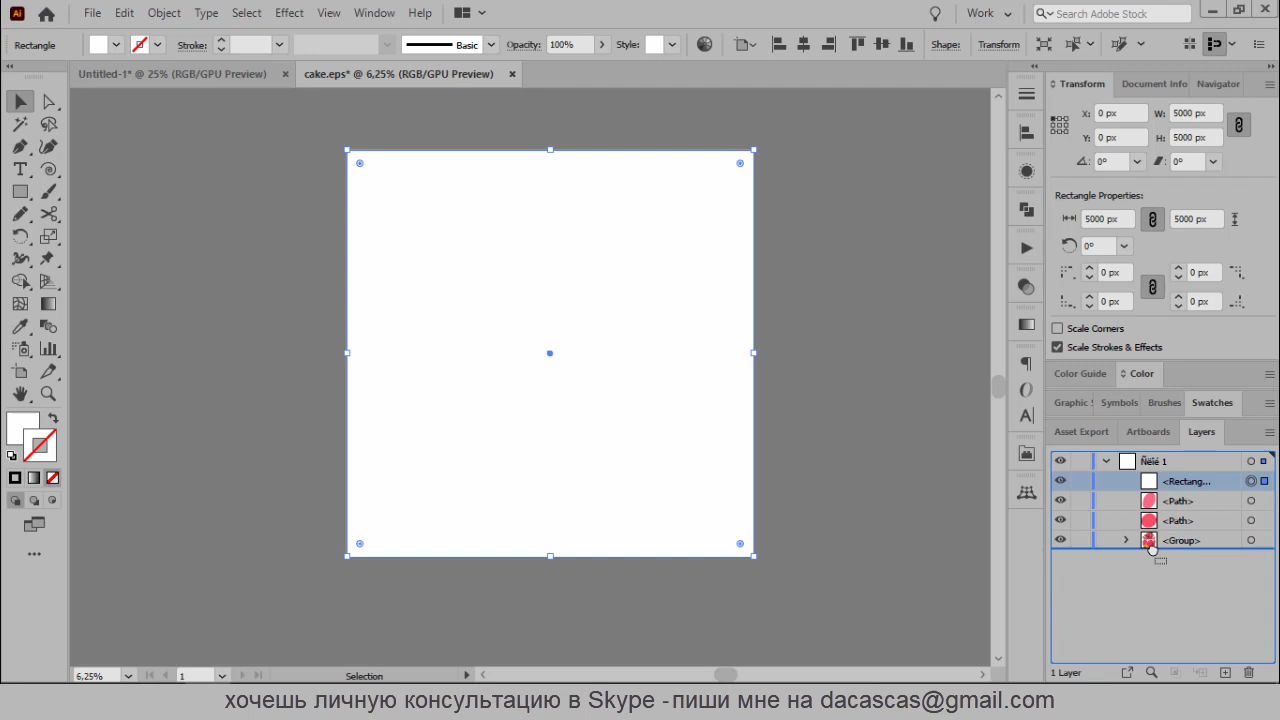 Ai File Edit Object Type Select Effect View Window Help Work Search Adobe Stock
Rectangle Stroke: Basic Opacity: 100% Style: Shape: Transform
Untitled-1* @ 25% (RGB/GPU Preview) cake.eps* @ 6,25% (RGB/GPU Preview)
Transform Document Info Navigator
X: 0 px W: 5000 px
Y: 0 px H: 5000 px
0° 0°
Rectangle Properties:
5000 px 5000 px
0°
0 px 0 px
0 px 0 px
Scale Corners
Scale Strokes & Effects
Color Guide Color
Graphic S Symbols Brushes Swatches
Asset Export Artboards Layers
Ñëîé 1
<Rectang...
<Path>
<Path>
<Group>
6,25% 1 Selection 1 Layer
хочешь личную консультацию в Skype - пиши мне на dacascas@gmail.com